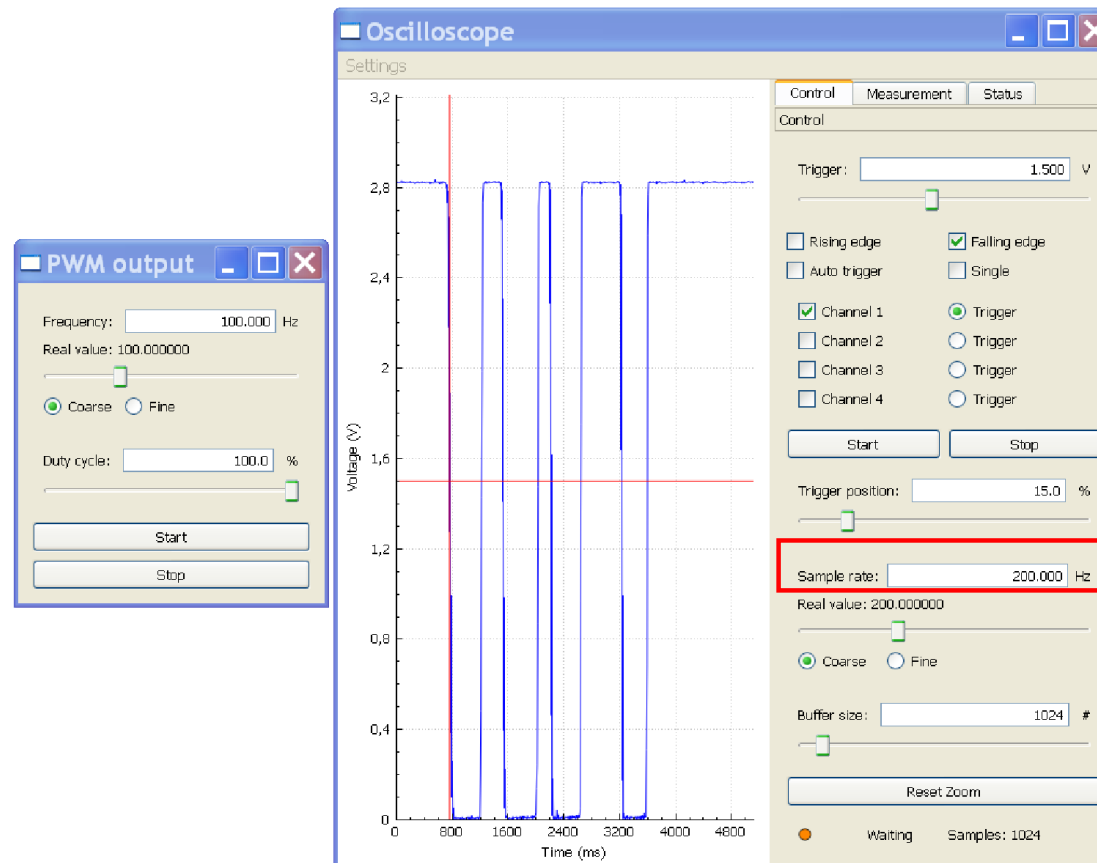 PWM output
Frequency: 100.000 Hz
Real value: 100.000000
Coarse Fine
Duty cycle: 100.0 %
Start
Stop
Oscilloscope
Settings
3,2
2,8
2,4
2
1,6
1,2
0,8
0,4
0
Voltage (V)
0 800 1600 2400 3200 4000 4800
Time (ms)
Control Measurement Status
Control
Trigger: 1.500 V
Rising edge Falling edge
Auto trigger Single
Channel 1 Trigger
Channel 2 Trigger
Channel 3 Trigger
Channel 4 Trigger
Start Stop
Trigger position: 15.0 %
Sample rate: 200.000 Hz
Real value: 200.000000
Coarse Fine
Buffer size: 1024 #
Reset Zoom
Waiting Samples: 1024